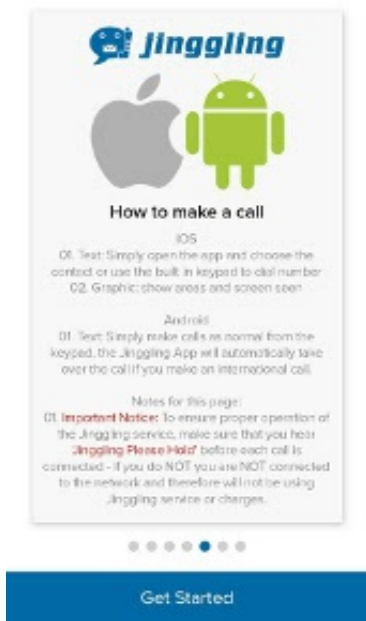 jinggling
How to make a call
iOS
01. Text: Simply open the app and choose the
contact or use the built in keypad to dial number
02. Graphic: show areas and screen seen
Android
01. Text: Simply make calls as normal from the
keypad, the Jinggling App will automatically take
over the call if you make an international call.
Notes for this page:
01. Important Notice: To ensure proper operation of
the Jinggling service, make sure that you hear
"Jinggling Please Hold" before each call is
connected - if you do NOT you are NOT connected
to the network and therefore will not be using
Jinggling service or charges.
Get Started